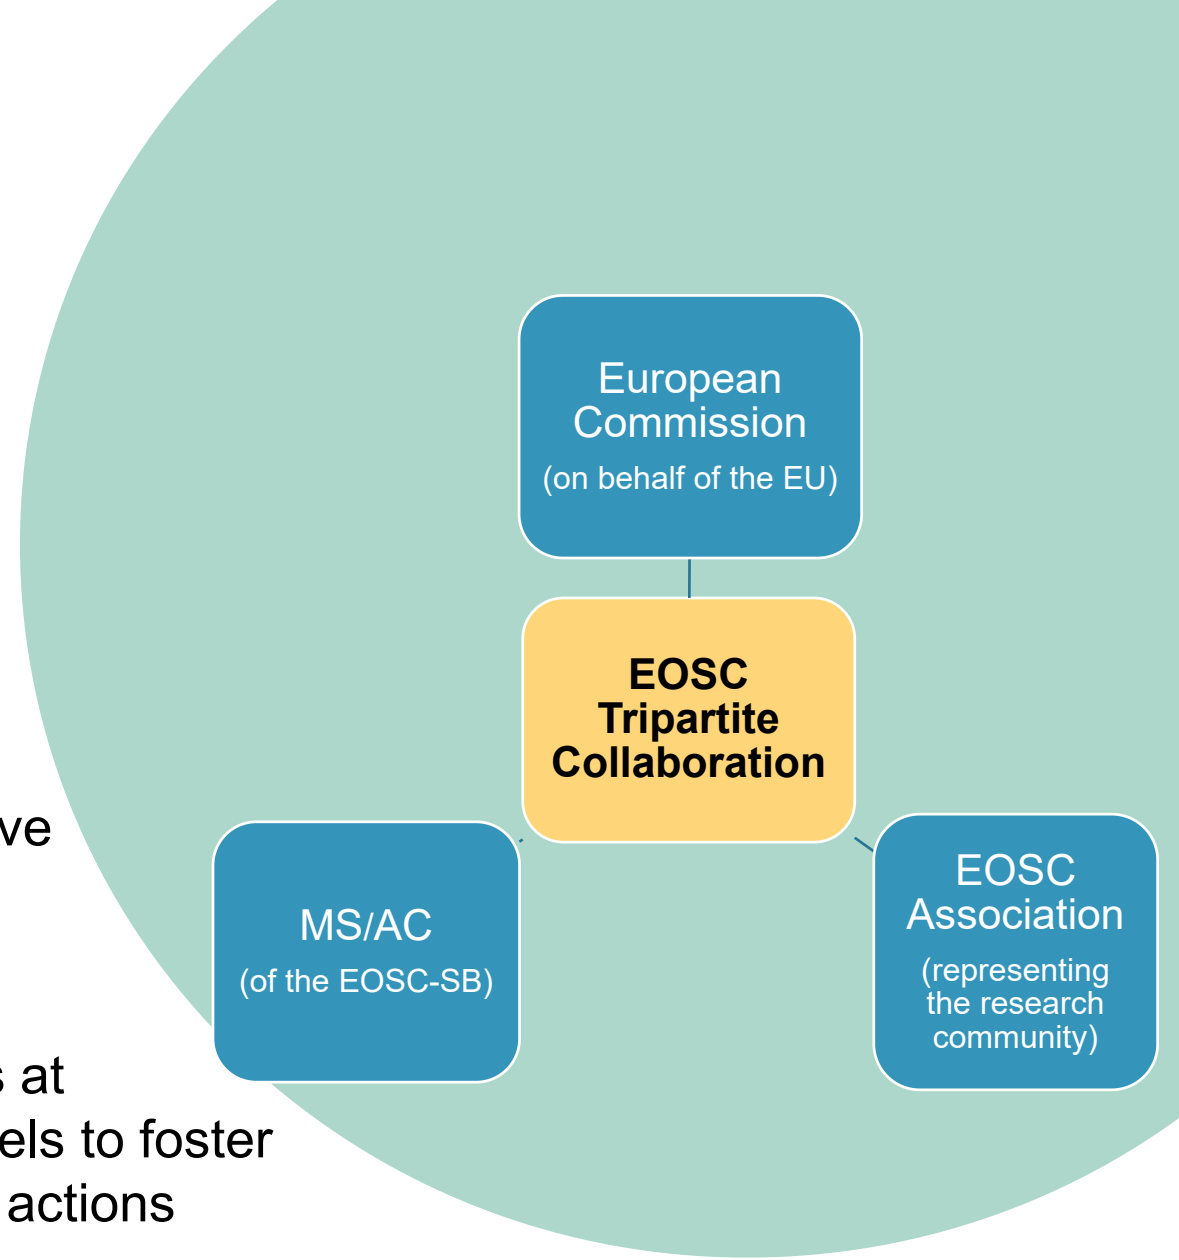 European
Commission
(on behalf of the EU)
EOSC
Tripartite
Collaboration
MS/AC
(of the EOSC-SB)
EOSC
Association
(representing
the research
community)
ve
s at
els to foster
actions